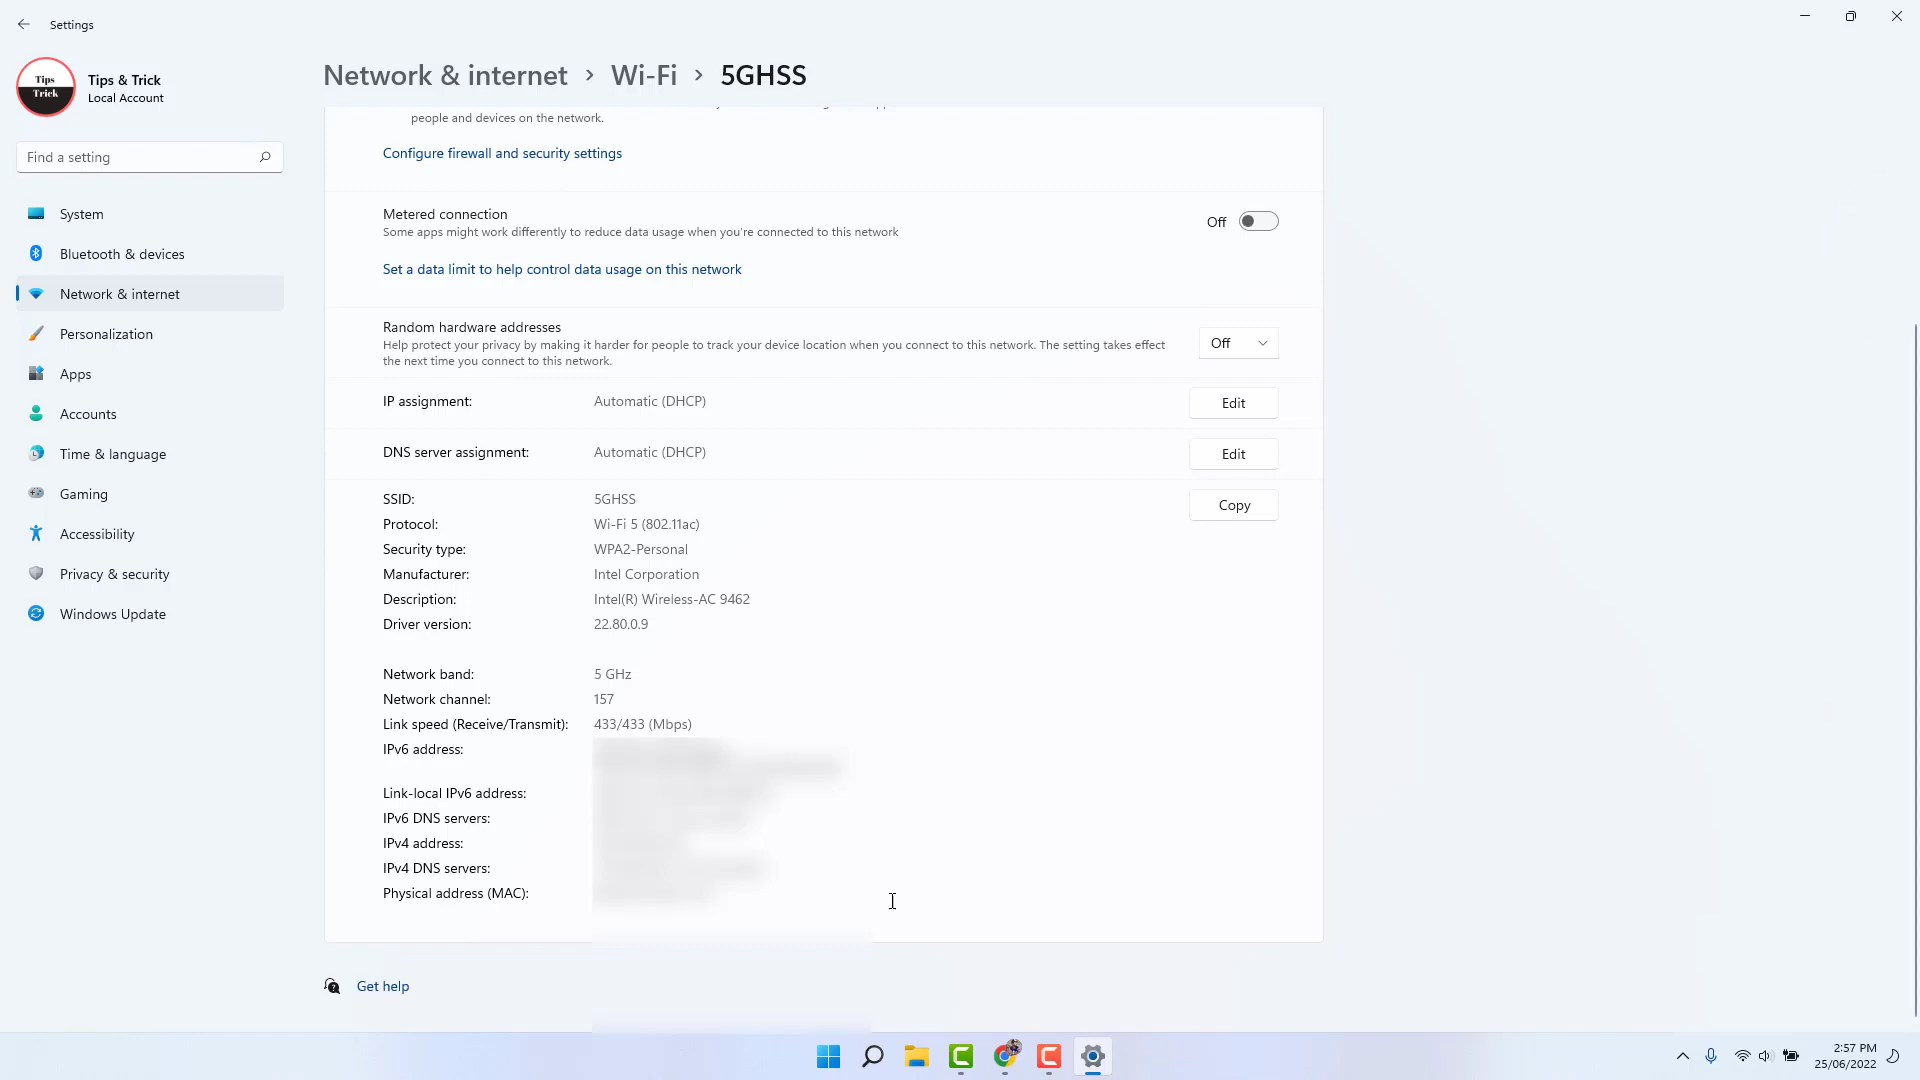 Settings
Tips
Trick
Tips & Trick
Local Account
Find a setting
System
Bluetooth & devices
Network & internet
Personalization
Apps
Accounts
Time & language
Gaming
Accessibility
Privacy & security
Windows Update
Network & internet › Wi-Fi › 5GHSS
people and devices on the network.
Configure firewall and security settings
Metered connection
Some apps might work differently to reduce data usage when you're connected to this network
Off
Set a data limit to help control data usage on this network
Random hardware addresses
Help protect your privacy by making it harder for people to track your device location when you connect to this network. The setting takes effect
the next time you connect to this network.
Off
IP assignment: Automatic (DHCP) Edit
DNS server assignment: Automatic (DHCP) Edit
SSID: 5GHSS Copy
Protocol: Wi-Fi 5 (802.11ac)
Security type: WPA2-Personal
Manufacturer: Intel Corporation
Description: Intel(R) Wireless-AC 9462
Driver version: 22.80.0.9
Network band: 5 GHz
Network channel: 157
Link speed (Receive/Transmit): 433/433 (Mbps)
IPv6 address:
Link-local IPv6 address:
IPv6 DNS servers:
IPv4 address:
IPv4 DNS servers:
Physical address (MAC):
Get help
2:57 PM
25/06/2022